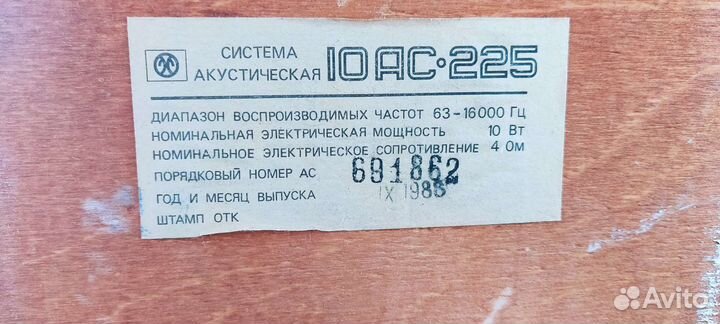 СИСТЕМА
АКУСТИЧЕСКАЯ 10АС-225
ДИАПАЗОН ВОСПРОИЗВОДИМЫХ ЧАСТОТ 63-16000 ГЦ
НОМИНАЛЬНАЯ ЭЛЕКТРИЧЕСКАЯ МОЩНОСТЬ 10 Вт
НОМИНАЛЬНОЕ ЭЛЕКТРИЧЕСКОЕ СОПРОТИВЛЕНИЕ 4 Ом
ПОРЯДКОВЫЙ НОМЕР АС 691862
ГОД И МЕСЯЦ ВЫПУСКА IX 1988
ШТАМП ОТК
Avito